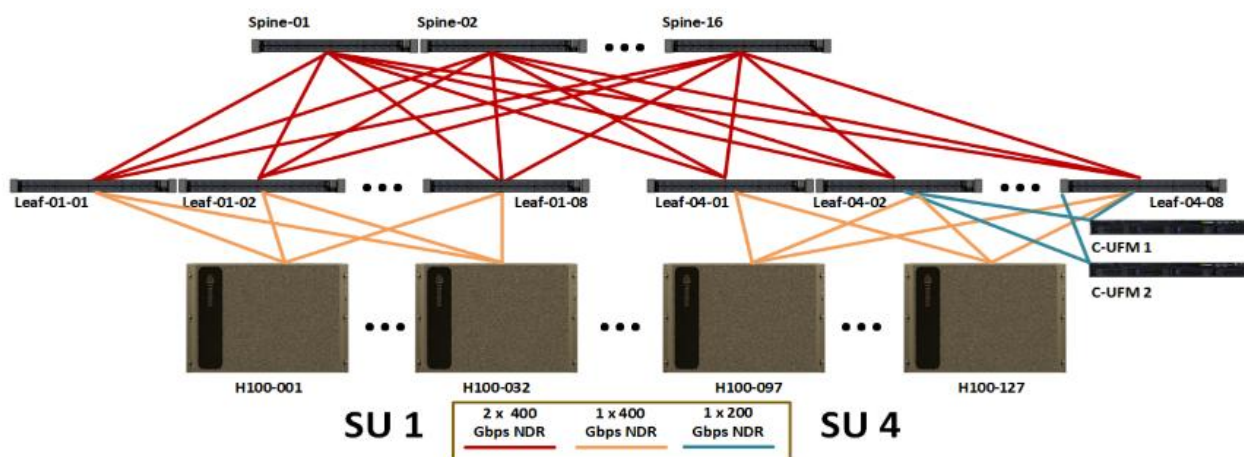 Spine-01
Spine-02
Spine-16
Leaf-01-01
Leaf-01-02
Leaf-01-08
Leaf-04-01
Leaf-04-02
Leaf-04-08
C-UFM 1
C-UFM 2
H100-001
H100-032
H100-097
H100-127
SU 1
2 x 400
Gbps NDR
1 x 400
Gbps NDR
1 x 200
Gbps NDR
SU 4